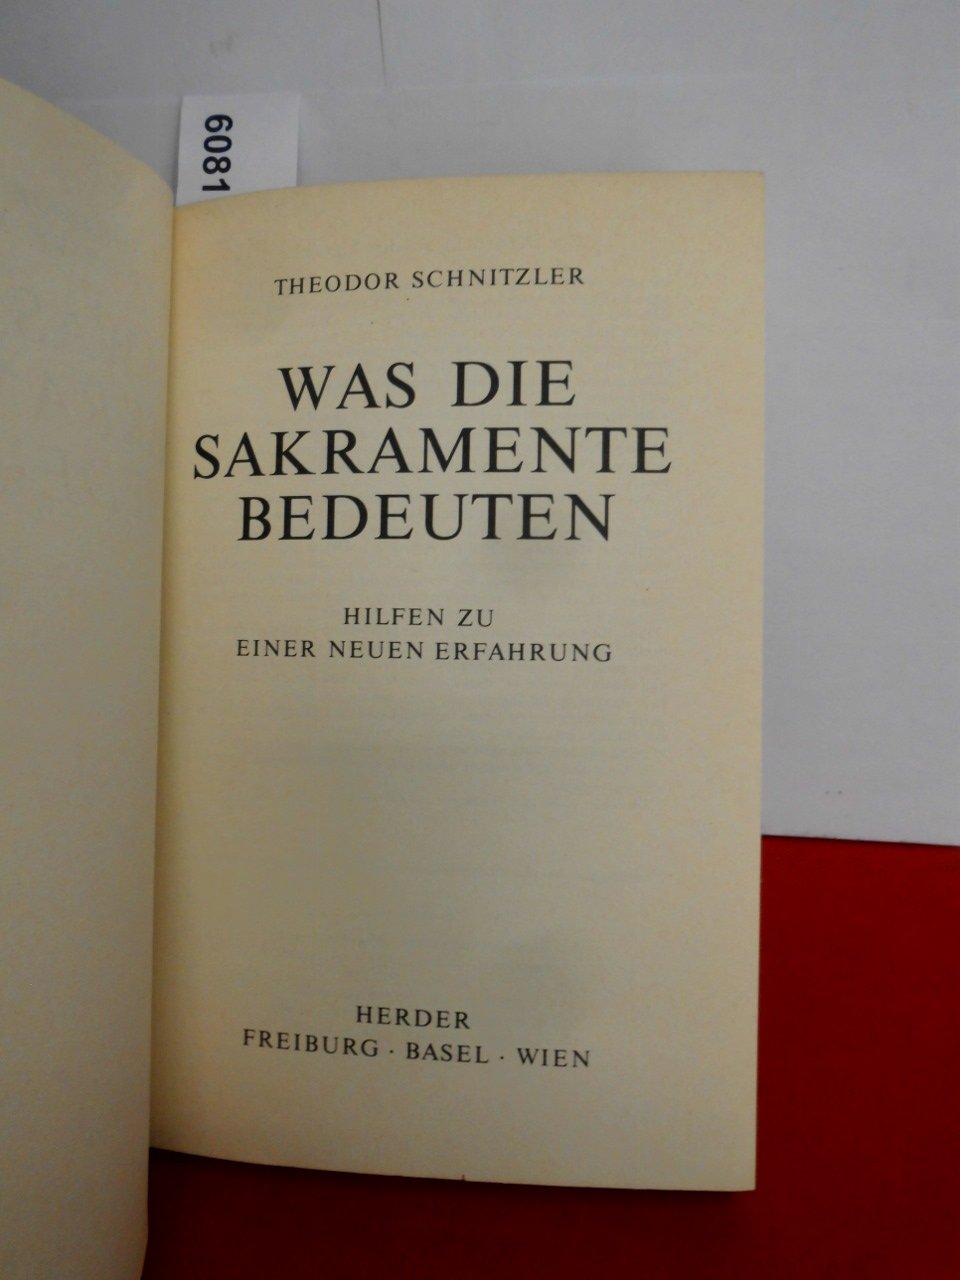 6081
THEODOR SCHNITZLER
WAS DIE
SAKRAMENTE
BEDEUTEN
HILFEN ZU
EINER NEUEN ERFAHRUNG
HERDER
FREIBURG · BASEL · WIEN